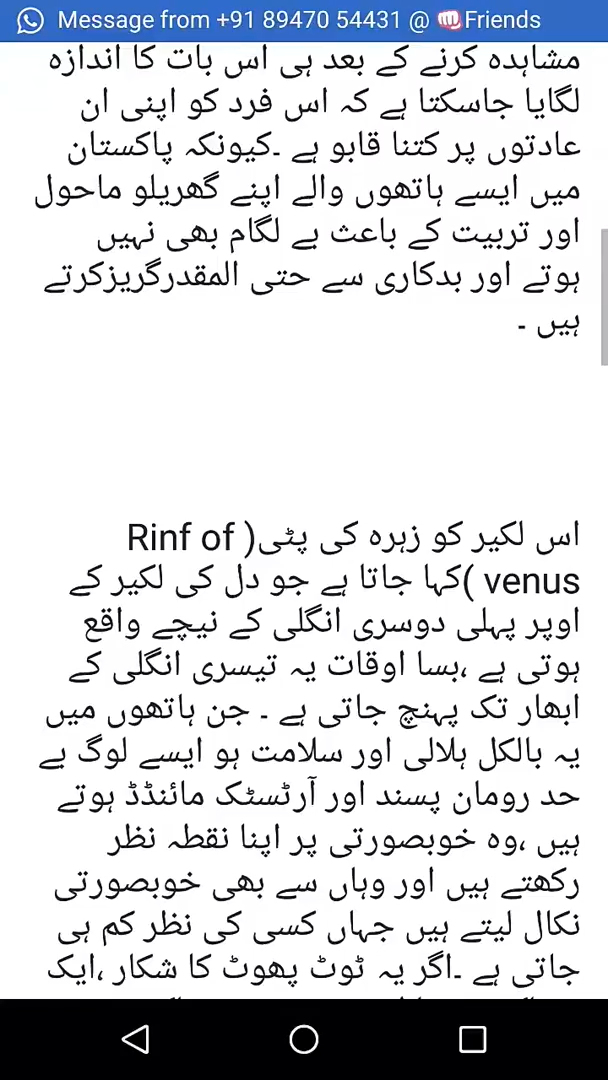 Message from +91 89470 54431 @ 👊Friends
مشاہدہ کرنے کے بعد ہی اس بات کا اندازہ
لگایا جاسکتا ہے کہ اس فرد کو اپنی ان
عادتوں پر کتنا قابو ہے ۔کیونکہ پاکستان
میں ایسے ہاتھوں والے اپنے گھریلو ماحول
اور تربیت کے باعث بے لگام بھی نہیں
ہوتے اور بدکاری سے حتی المقدرگریزکرتے
ہیں ۔
اس لکیر کو زہرہ کی پٹی( Rinf of
venus )کہا جاتا ہے جو دل کی لکیر کے
اوپر پہلی دوسری انگلی کے نیچے واقع
ہوتی ہے ،بسا اوقات یہ تیسری انگلی کے
ابھار تک پہنچ جاتی ہے ۔ جن ہاتھوں میں
یہ بالکل ہلالی اور سلامت ہو ایسے لوگ بے
حد رومان پسند اور آرٹسٹک مائنڈڈ ہوتے
ہیں ،وہ خوبصورتی پر اپنا نقطہ نظر
رکھتے ہیں اور وہاں سے بھی خوبصورتی
نکال لیتے ہیں جہاں کسی کی نظر کم ہی
جاتی ہے ۔اگر یہ ٹوٹ پھوٹ کا شکار ،ایک